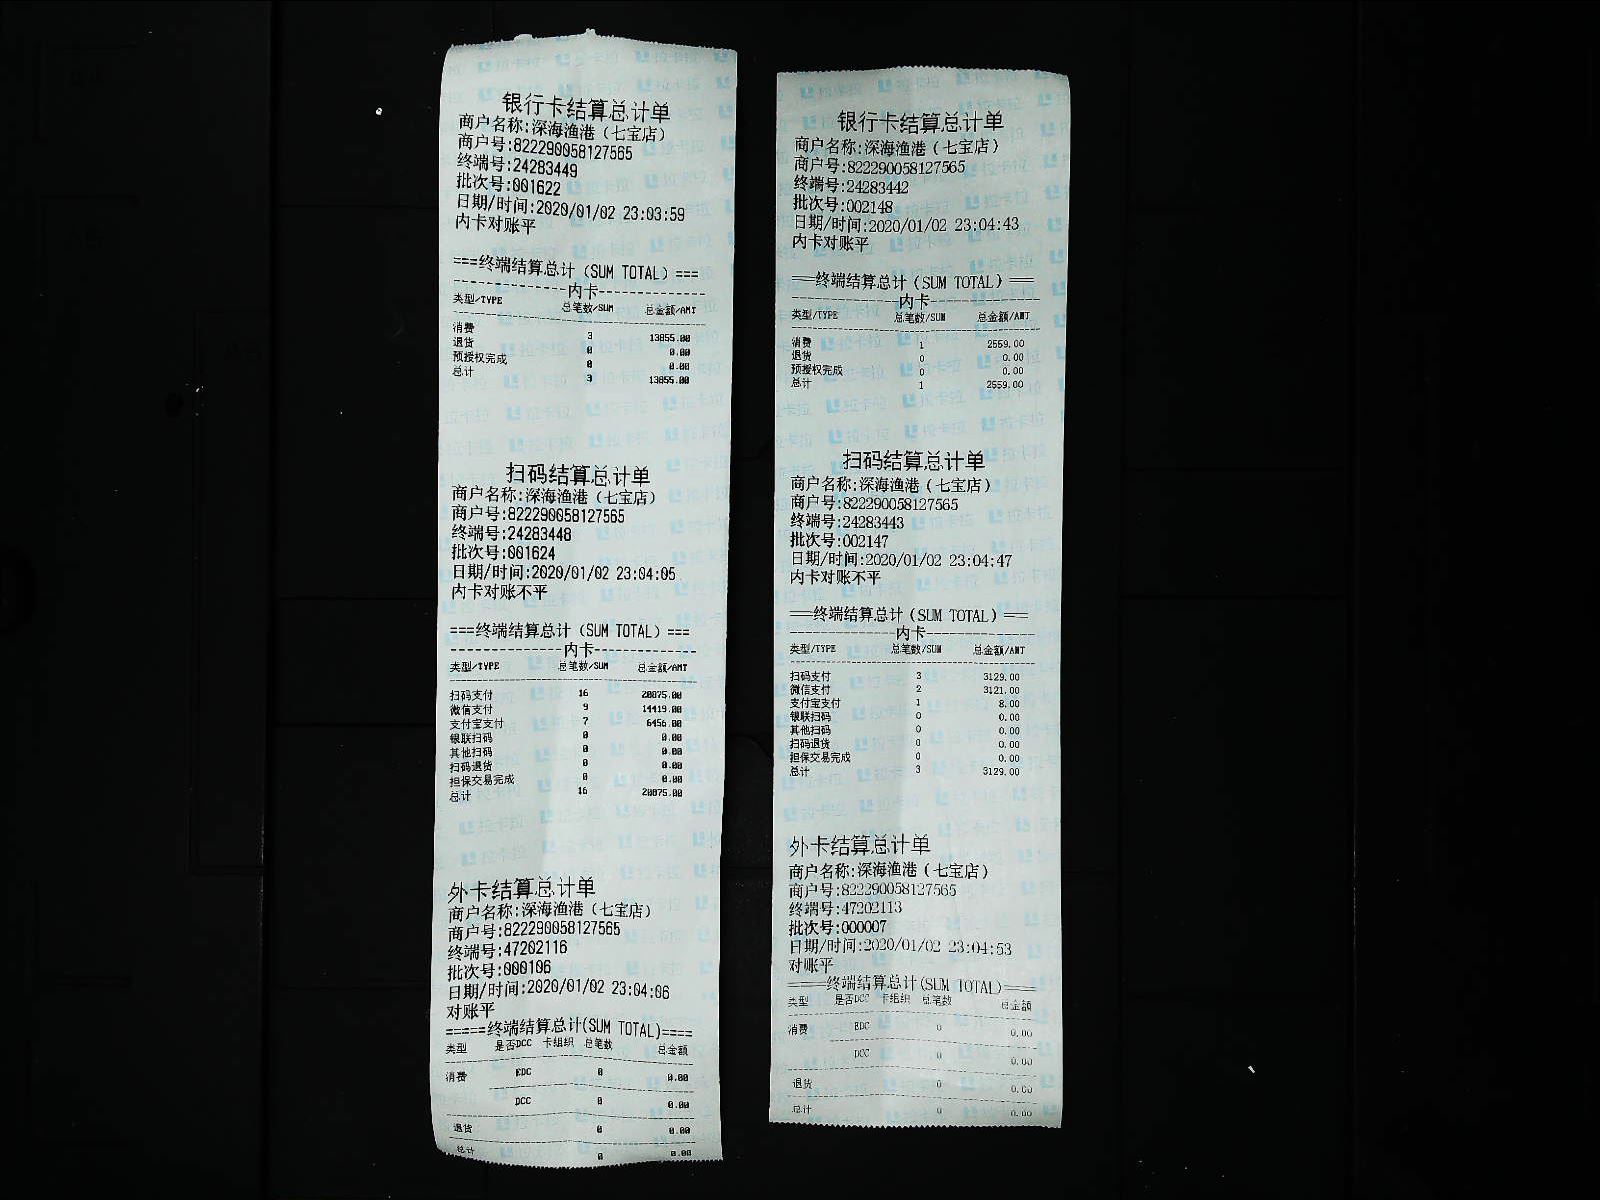 银行卡结算总计单
商户名称:深海渔港（七宝店）
商户号:822290058127565
终端号:24283449
批次号:001622
日期/时间:2020/01/02 23:03:59
内卡对账平
===终端结算总计（SUM TOTAL）===
--------------内卡--------------
类型/TYPE 总笔数/SUM 总金额/AMT
消费 3 13855.00
退货 0 0.00
预授权完成 0 0.00
总计 3 13855.00
扫码结算总计单
商户名称:深海渔港（七宝店）
商户号:822290058127565
终端号:24283448
批次号:001624
日期/时间:2020/01/02 23:04:05
内卡对账不平
===终端结算总计（SUM TOTAL）===
--------------内卡--------------
类型/TYPE 总笔数/SUM 总金额/AMT
扫码支付 16 20875.00
微信支付 9 14419.00
支付宝支付 7 6456.00
银联扫码 0 0.00
其他扫码 0 0.00
扫码退货 0 0.00
担保交易完成 0 0.00
总计 16 20875.00
外卡结算总计单
商户名称:深海渔港（七宝店）
商户号:822290058127565
终端号:47202116
批次号:000106
日期/时间:2020/01/02 23:04:06
对账平
=====终端结算总计(SUM TOTAL)====
类型 是否DCC 卡组织 总笔数 总金额
消费 EDC 0 0.00
DCC 0 0.00
退货 0 0.00
总计 0 0.00
银行卡结算总计单
商户名称:深海渔港（七宝店）
商户号:822290058127565
终端号:24283442
批次号:002148
日期/时间:2020/01/02 23:04:43
内卡对账平
===终端结算总计（SUM TOTAL）===
--------------内卡--------------
类型/TYPE 总笔数/SUM 总金额/AMT
消费 1 2559.00
退货 0 0.00
预授权完成 0 0.00
总计 1 2559.00
扫码结算总计单
商户名称:深海渔港（七宝店）
商户号:822290058127565
终端号:24283443
批次号:002147
日期/时间:2020/01/02 23:04:47
内卡对账不平
===终端结算总计（SUM TOTAL）===
--------------内卡--------------
类型/TYPE 总笔数/SUM 总金额/AMT
扫码支付 3 3129.00
微信支付 2 3121.00
支付宝支付 1 8.00
银联扫码 0 0.00
其他扫码 0 0.00
扫码退货 0 0.00
担保交易完成 0 0.00
总计 3 3129.00
外卡结算总计单
商户名称:深海渔港（七宝店）
商户号:822290058127565
终端号:47202113
批次号:000007
日期/时间:2020/01/02 23:04:53
对账平
=====终端结算总计(SUM TOTAL)====
类型 是否DCC 卡组织 总笔数 总金额
消费 EDC 0 0.00
DCC 0 0.00
退货 0 0.00
总计 0 0.00